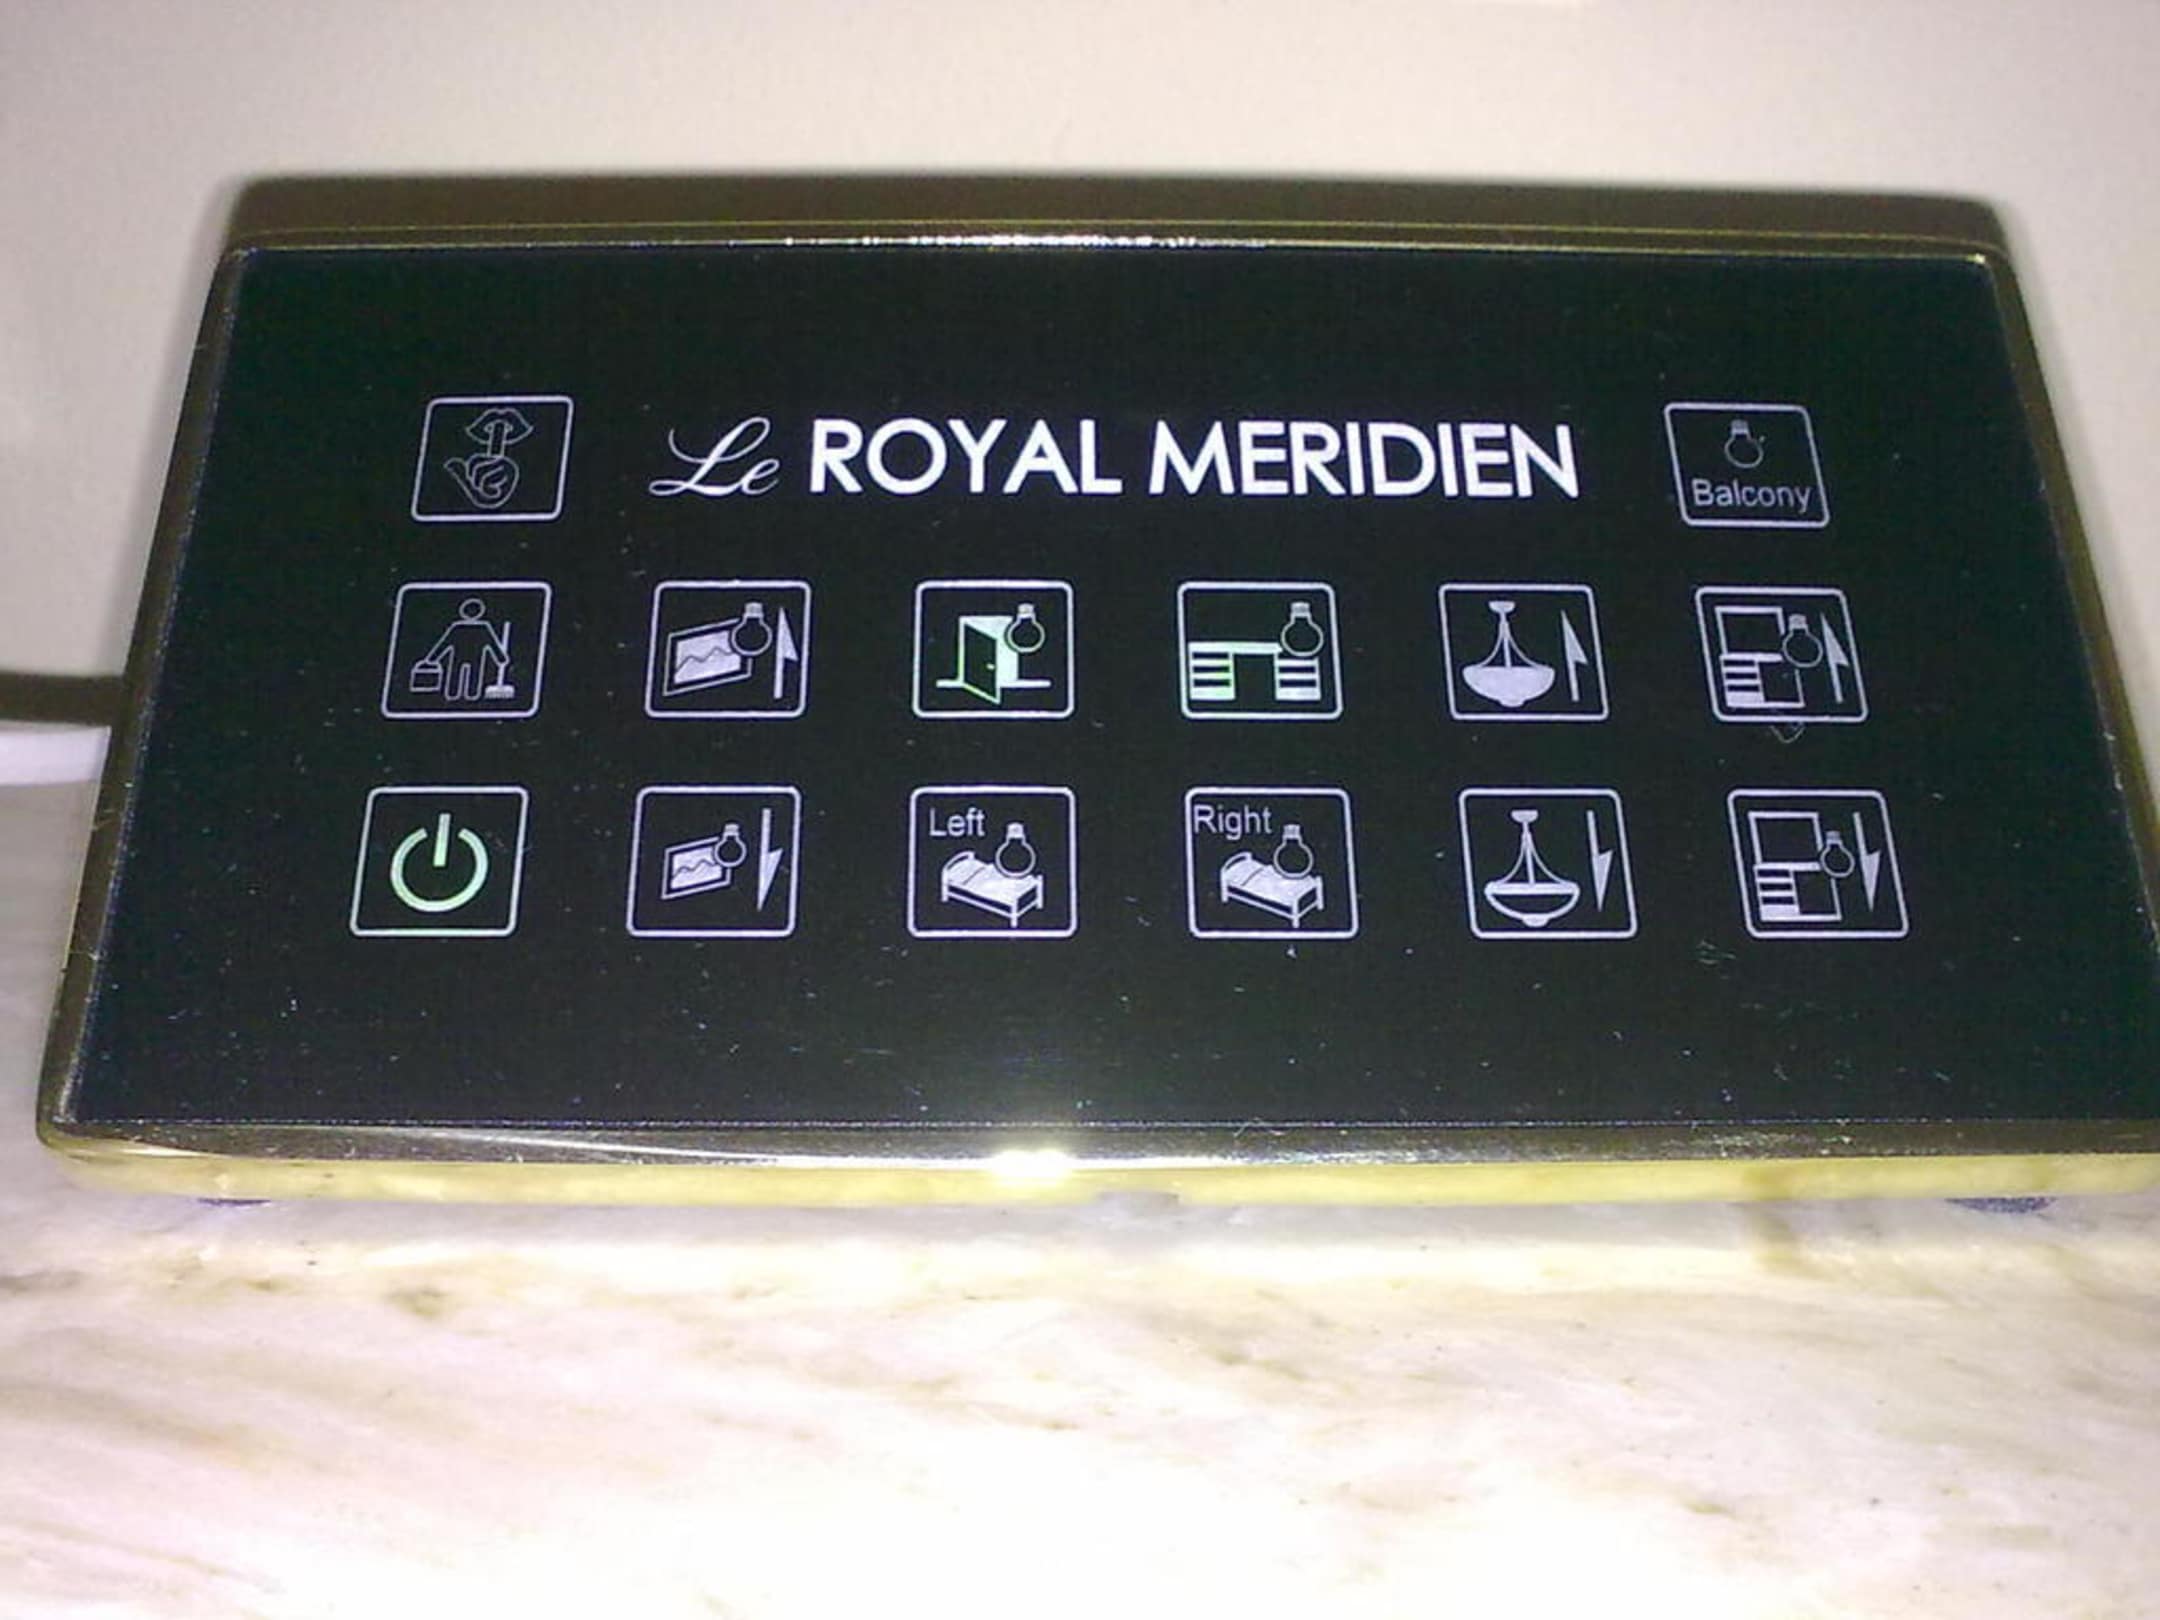 Le ROYAL MERIDIEN
Balcony
Left
Right